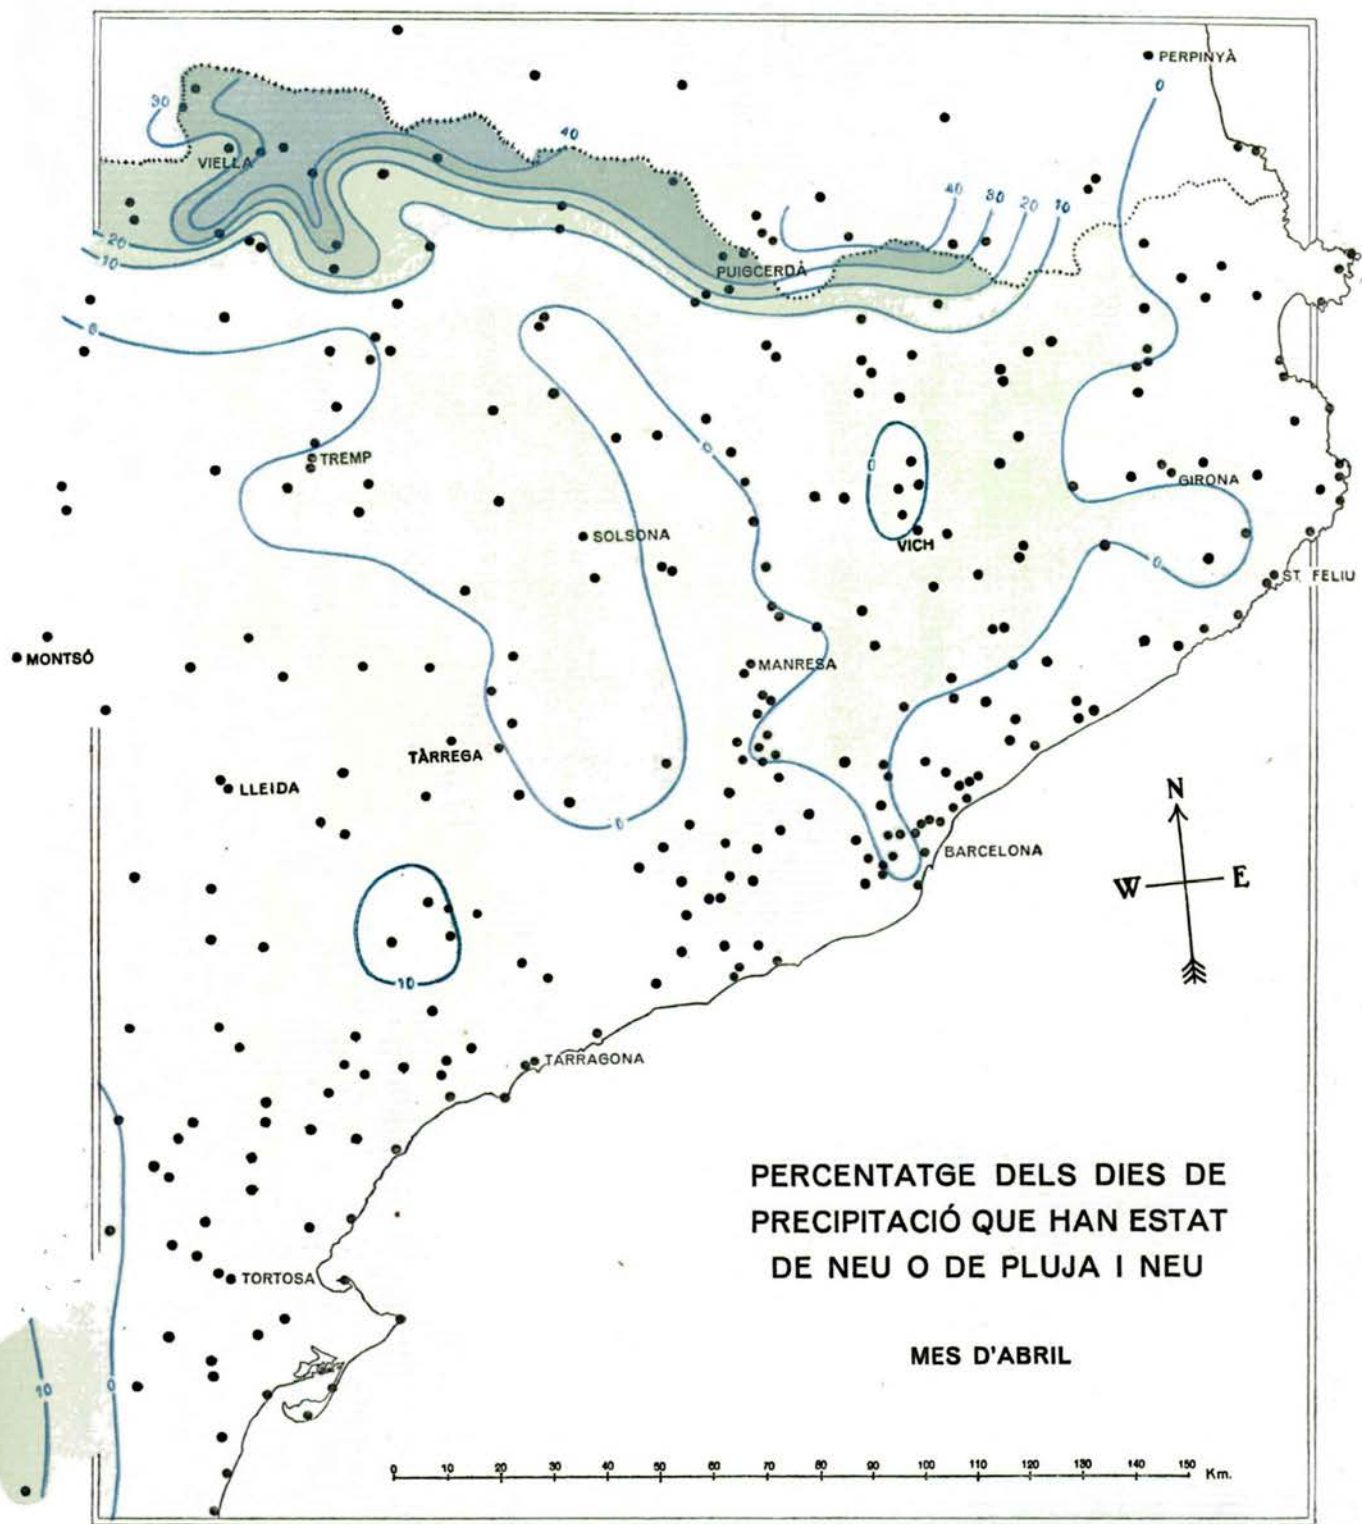 PERPINYÀ
0
30
40
VIELLA
40
30
20
10
20
10
PUIGCERDÀ
0
0
TREMP
0
GIRONA
SOLSONA
VICH
0
ST. FELIU
MONTSÓ
MANRESA
TÀRREGA
LLEIDA
N
0
BARCELONA
W
E
10
TARRAGONA
PERCENTATGE DELS DIES DE
PRECIPITACIÓ QUE HAN ESTAT
DE NEU O DE PLUJA I NEU
TORTOSA
MES D'ABRIL
10
0
0 10 20 30 40 50 60 70 80 90 100 110 120 130 140 150 Km.